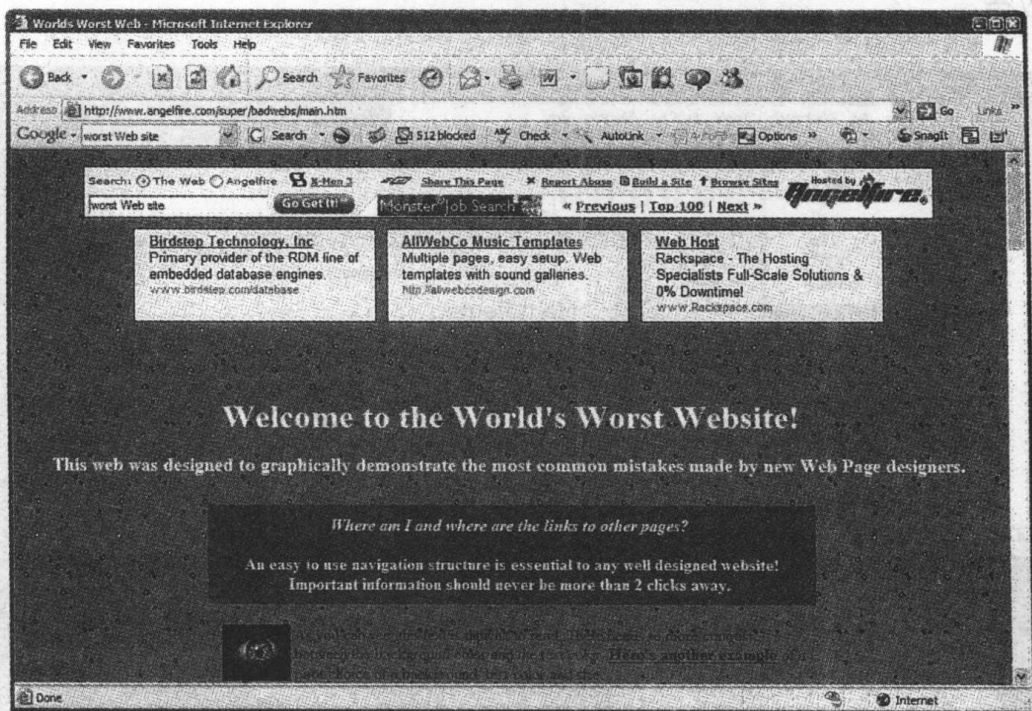 Worlds Worst Web - Microsoft Internet Explorer
File Edit View Favorites Tools Help
Back Search Favorites
Address http://www.angelfire.com/super/badwebs/main.htm Go Links »
Google worst Web site Search 512 blocked Check AutoLink AutoFill Options » SnagIt
Search: The Web Angelfire X-Men 3 Share This Page Report Abuse Build a Site Browse Sites Hosted by
worst Web site Go Get It! Monster Job Search « Previous | Top 100 | Next » Angelfire
Birdstep Technology, Inc AllWebCo Music Templates Web Host
Primary provider of the RDM line of Multiple pages, easy setup. Web Rackspace - The Hosting
embedded database engines. templates with sound galleries. Specialists Full-Scale Solutions &
www.birdstep.com/database http://allwebcodesign.com 0% Downtime!
www.Rackspace.com
Welcome to the World's Worst Website!
This web was designed to graphically demonstrate the most common mistakes made by new Web Page designers.
Where am I and where are the links to other pages?
An easy to use navigation structure is essential to any well designed website!
Important information should never be more than 2 clicks away.
Here's another example
Done Internet